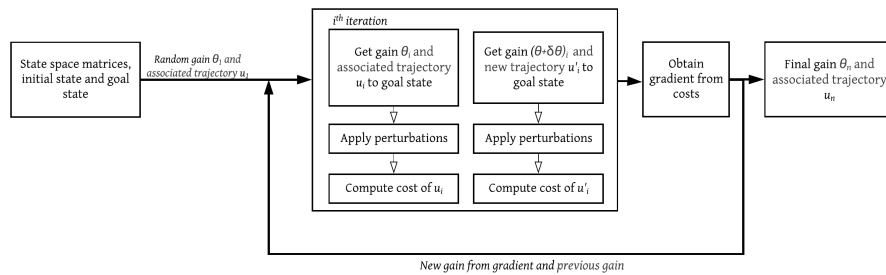 State space matrices,
initial state and goal
state
Random gain θ1 and
associated trajectory u1
ith iteration
Get gain θi and
associated trajectory
ui to goal state
Apply perturbations
Compute cost of ui
Get gain (θ+δθ)i and
new trajectory u'i to
goal state
Apply perturbations
Compute cost of u'i
Obtain
gradient from
costs
Final gain θn and
associated trajectory
un
New gain from gradient and previous gain